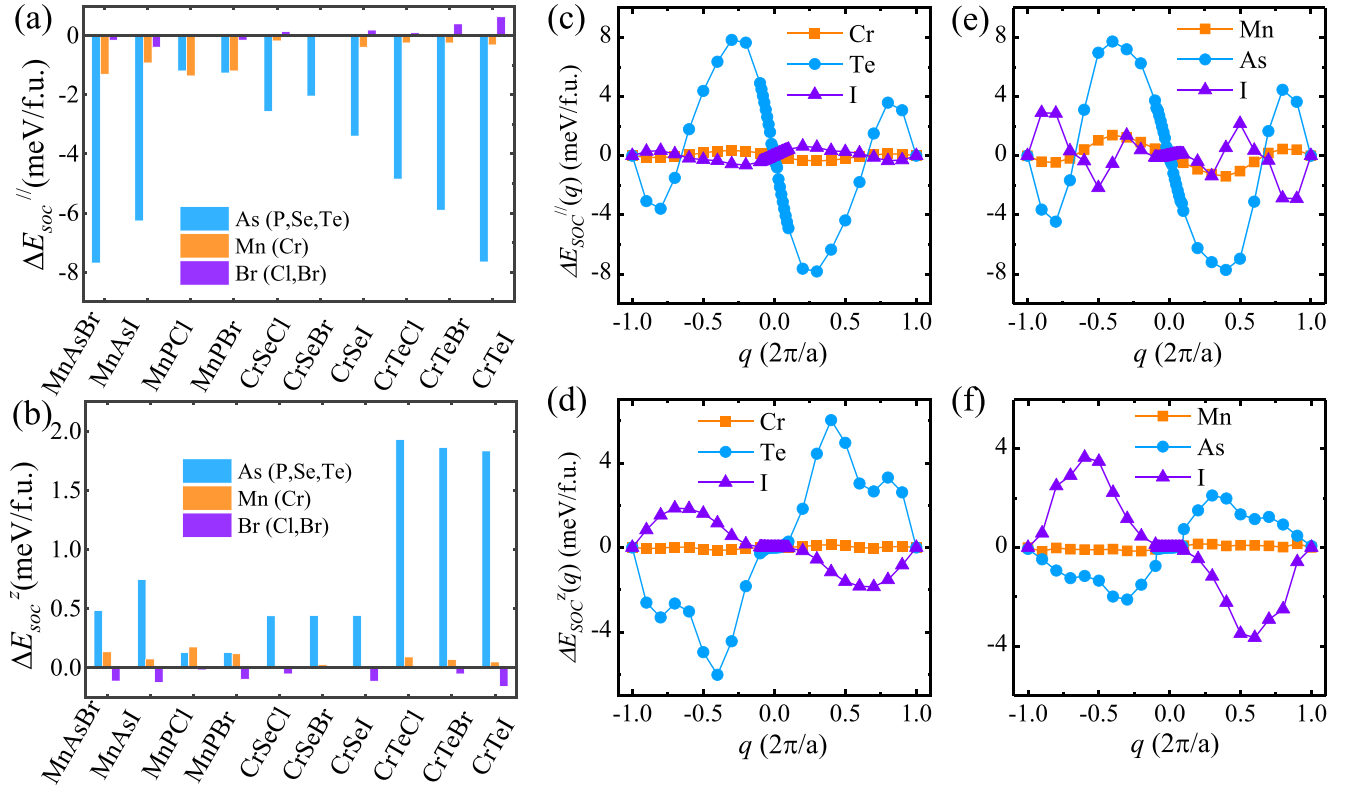 (a)
ΔE_soc^// (meV/f.u.)
0
-2
-4
-6
-8
As (P,Se,Te)
Mn (Cr)
Br (Cl,Br)
MnAsBr
MnAsI
MnPCl
MnPBr
CrSeCl
CrSeBr
CrSeI
CrTeCl
CrTeBr
CrTeI
(b)
ΔE_soc^z (meV/f.u.)
2.0
1.5
1.0
0.5
0.0
As (P,Se,Te)
Mn (Cr)
Br (Cl,Br)
MnAsBr
MnAsI
MnPCl
MnPBr
CrSeCl
CrSeBr
CrSeI
CrTeCl
CrTeBr
CrTeI
(c)
ΔE_SOC^//(q) (meV/f.u.)
8
4
0
-4
-8
Cr
Te
I
-1.0 -0.5 0.0 0.5 1.0
q (2π/a)
(d)
ΔE_SOC^z(q) (meV/f.u.)
4
0
-4
Cr
Te
I
-1.0 -0.5 0.0 0.5 1.0
q (2π/a)
(e)
8
4
0
-4
-8
Mn
As
I
-1.0 -0.5 0.0 0.5 1.0
q (2π/a)
(f)
4
0
-4
Mn
As
I
-1.0 -0.5 0.0 0.5 1.0
q (2π/a)